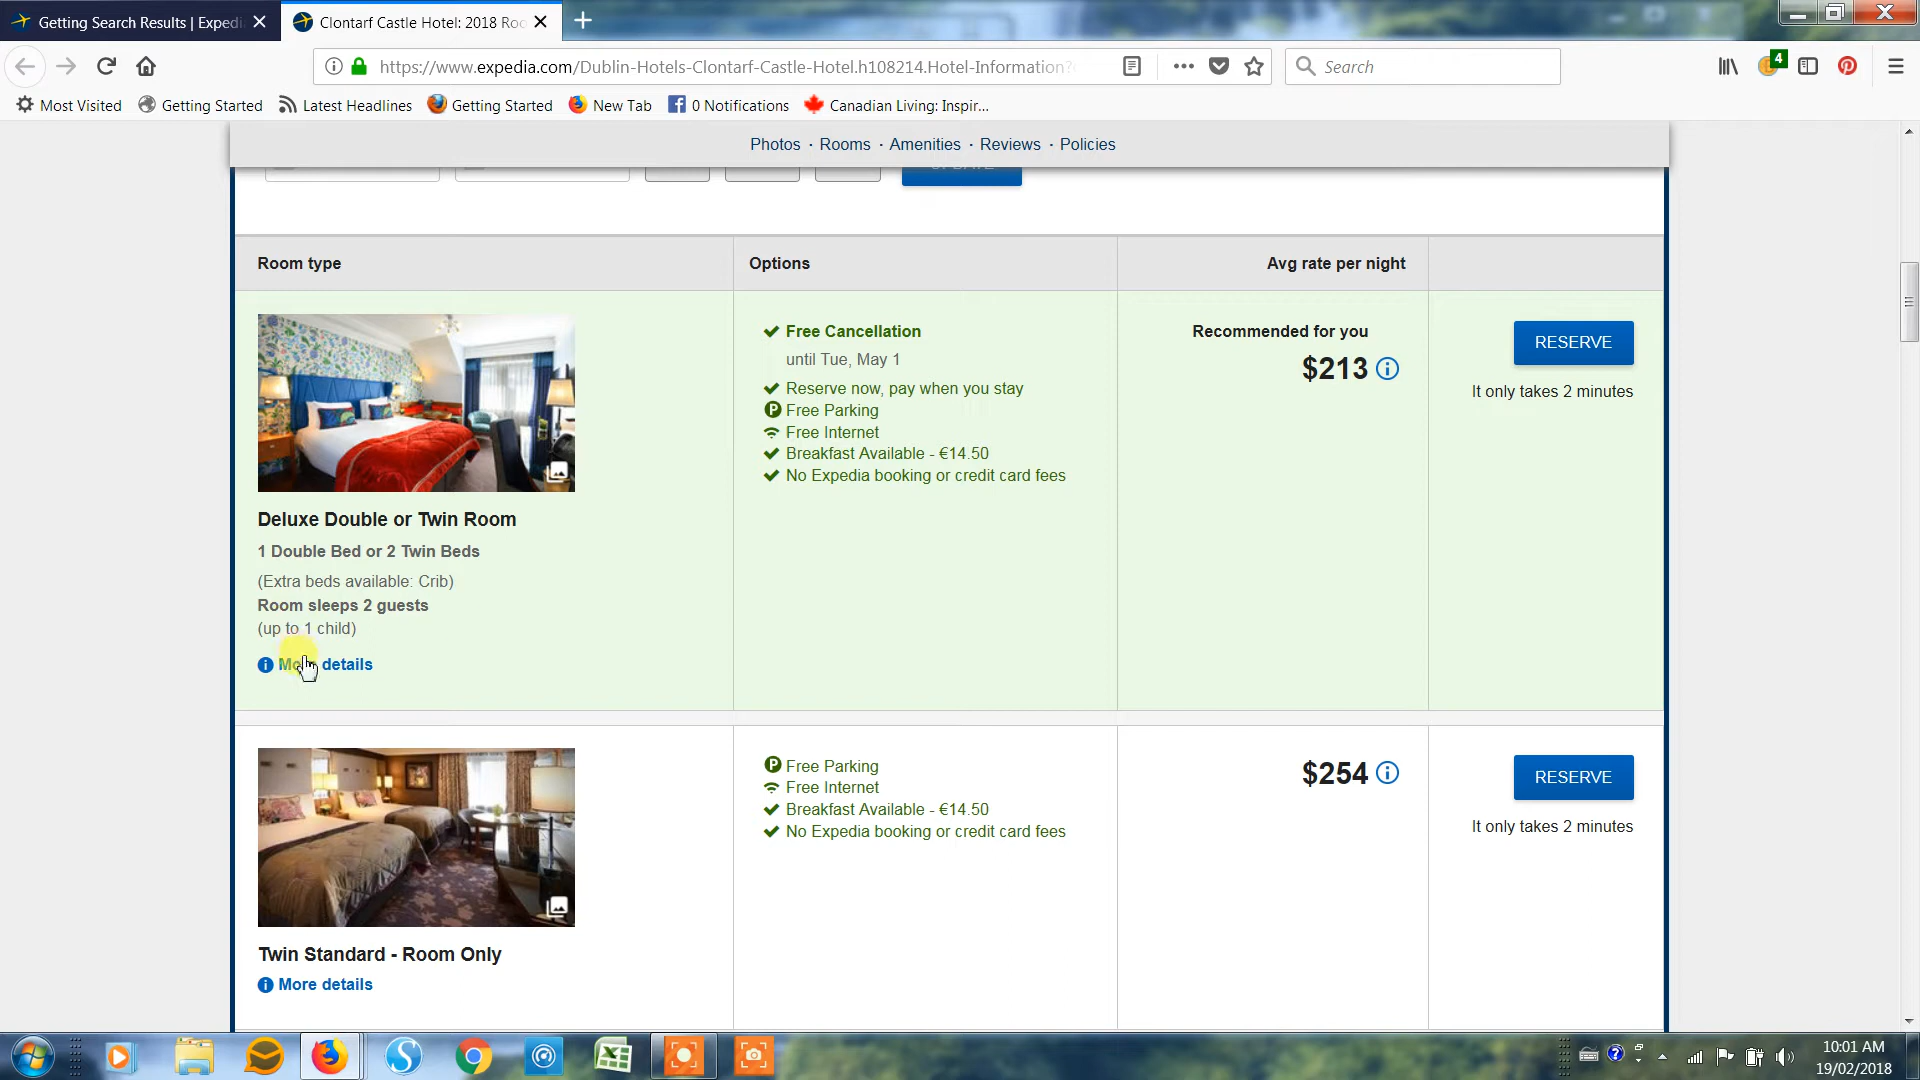 Getting Search Results | Expedi
Clontarf Castle Hotel: 2018 Roo
https://www.expedia.com/Dublin-Hotels-Clontarf-Castle-Hotel.h108214.Hotel-Information?
Search
4
Most Visited
Getting Started
Latest Headlines
Getting Started
New Tab
0 Notifications
Canadian Living: Inspir...
Photos · Rooms · Amenities · Reviews · Policies
Room type
Options
Avg rate per night
Free Cancellation
until Tue, May 1
Reserve now, pay when you stay
Free Parking
Free Internet
Breakfast Available - €14.50
No Expedia booking or credit card fees
Recommended for you
$213
RESERVE
It only takes 2 minutes
Deluxe Double or Twin Room
1 Double Bed or 2 Twin Beds
(Extra beds available: Crib)
Room sleeps 2 guests
(up to 1 child)
More details
Free Parking
Free Internet
Breakfast Available - €14.50
No Expedia booking or credit card fees
$254
RESERVE
It only takes 2 minutes
Twin Standard - Room Only
More details
10:01 AM
19/02/2018